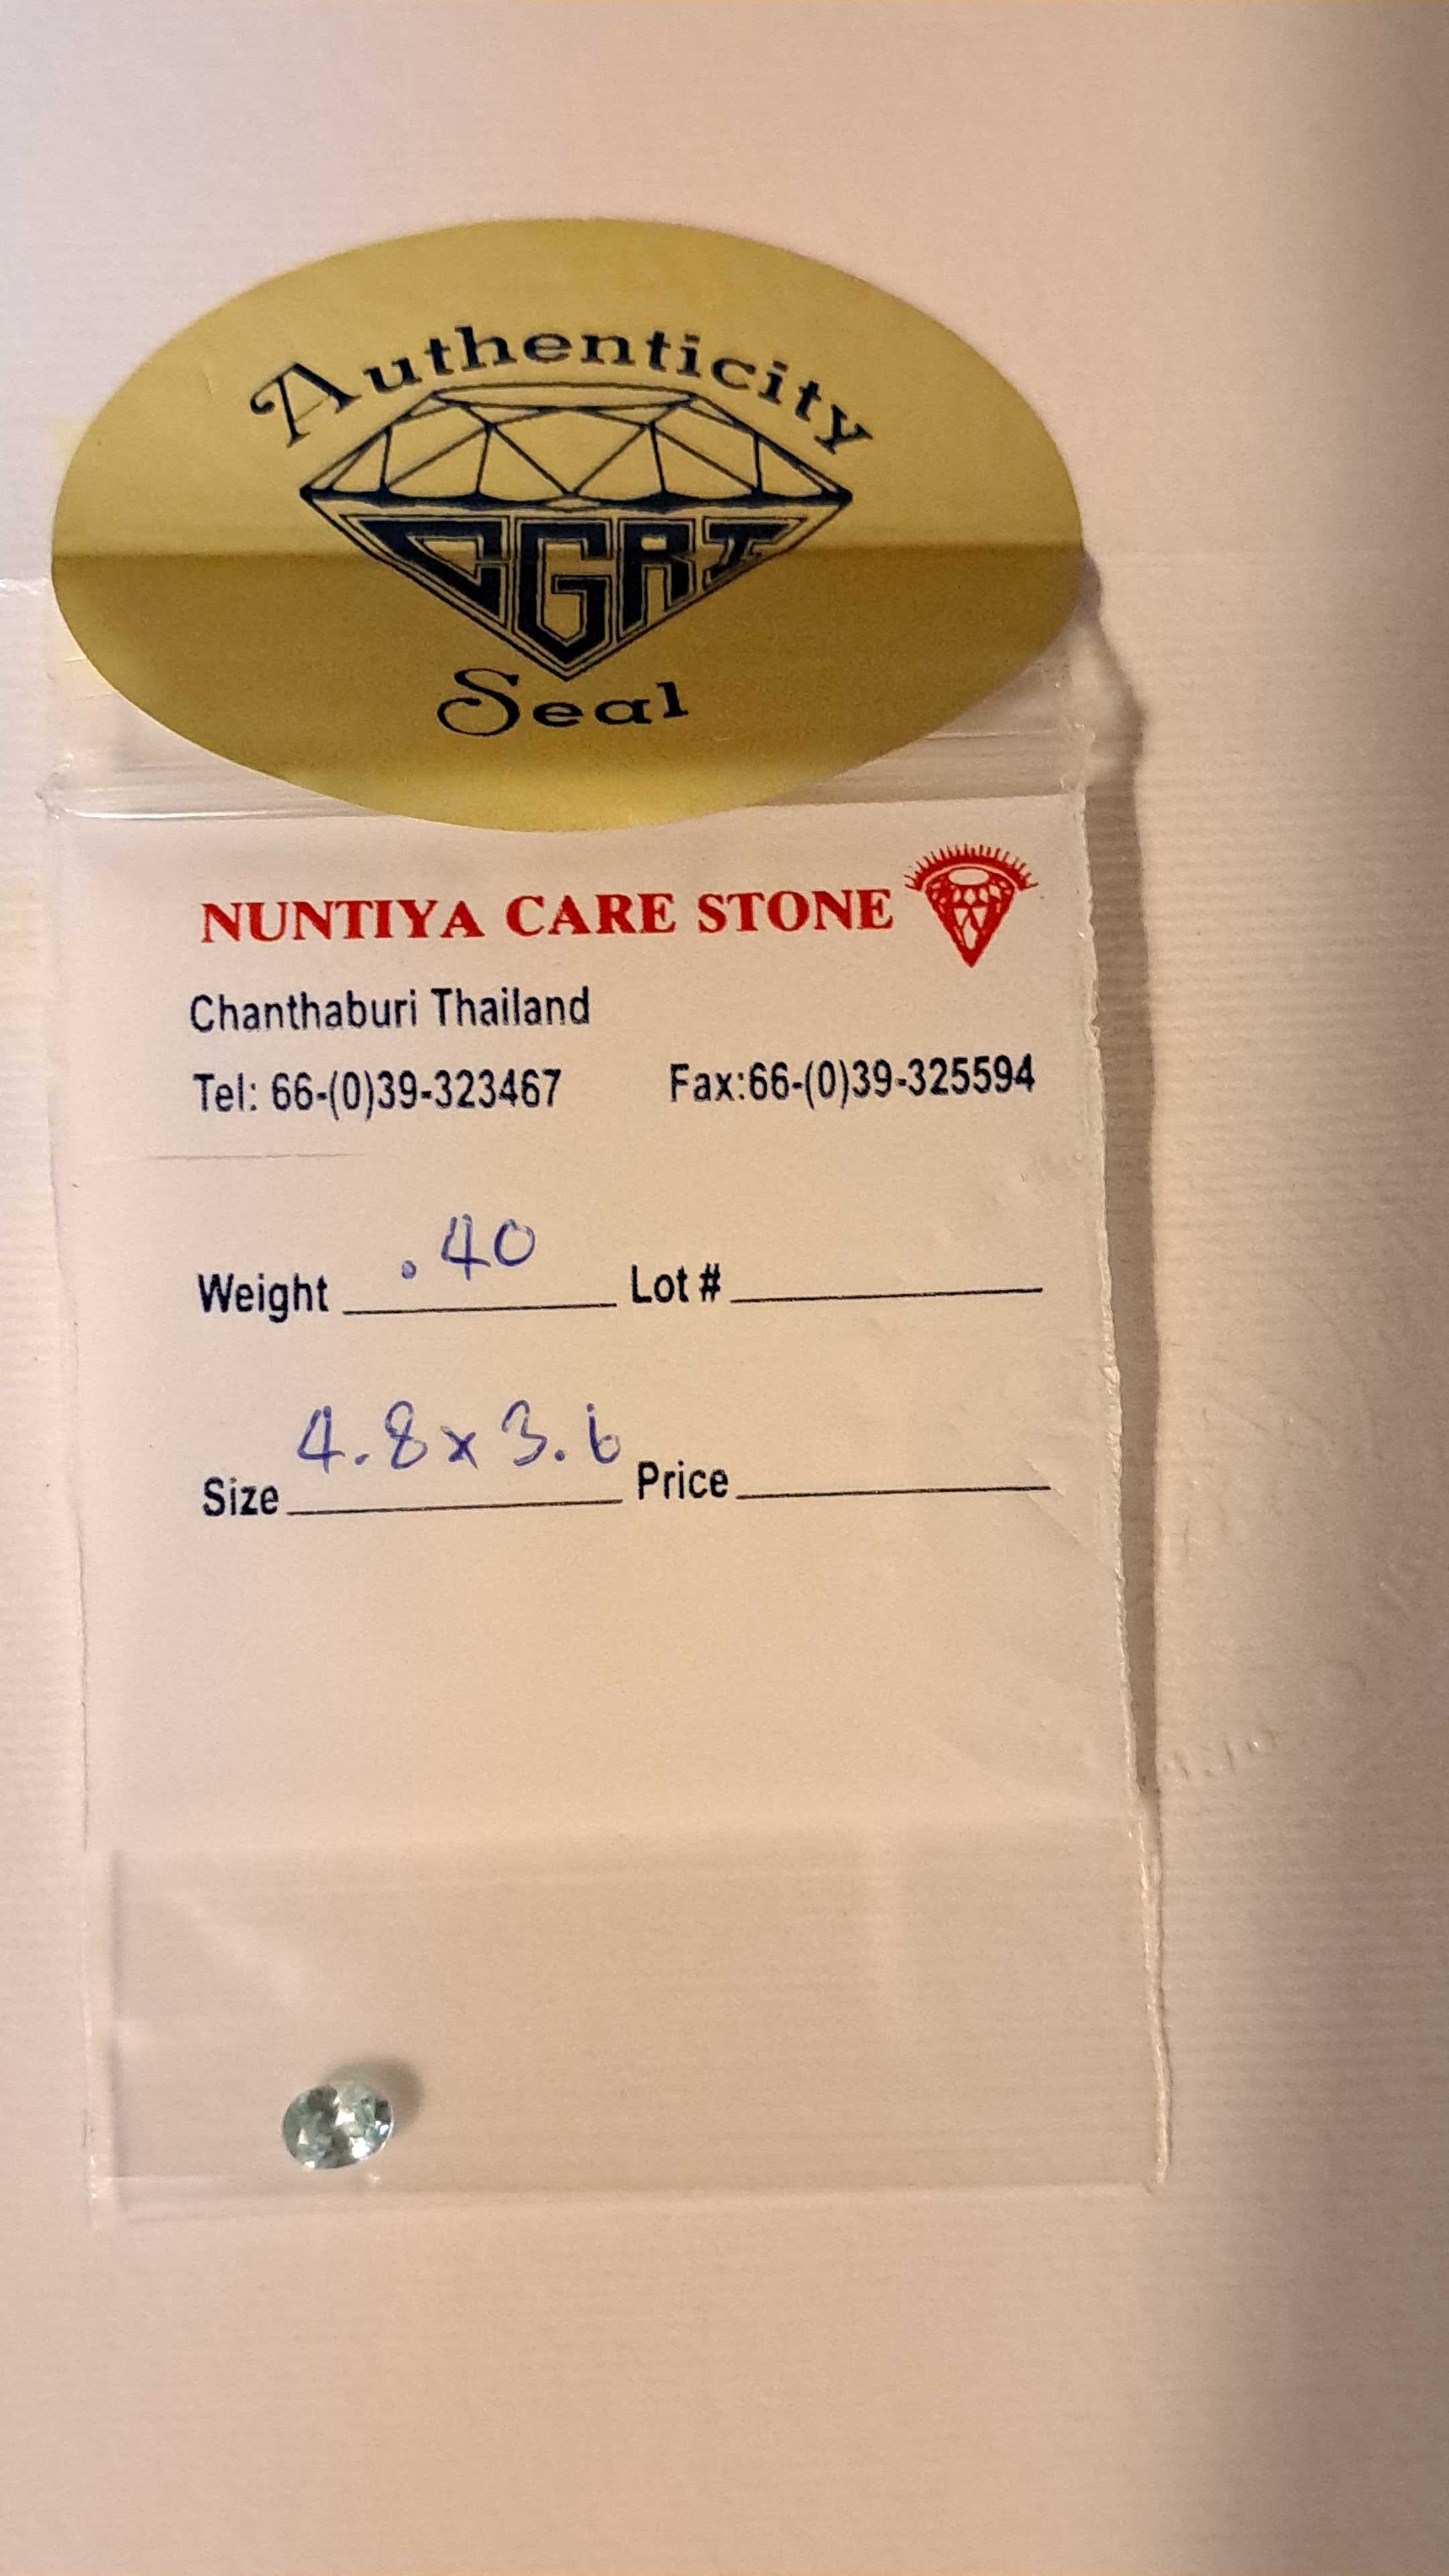 Authenticity
CGRI
Seal
NUNTIYA CARE STONE
Chanthaburi Thailand
Tel: 66-(0)39-323467 Fax:66-(0)39-325594
Weight .40 Lot #
Size 4.8x3.6 Price